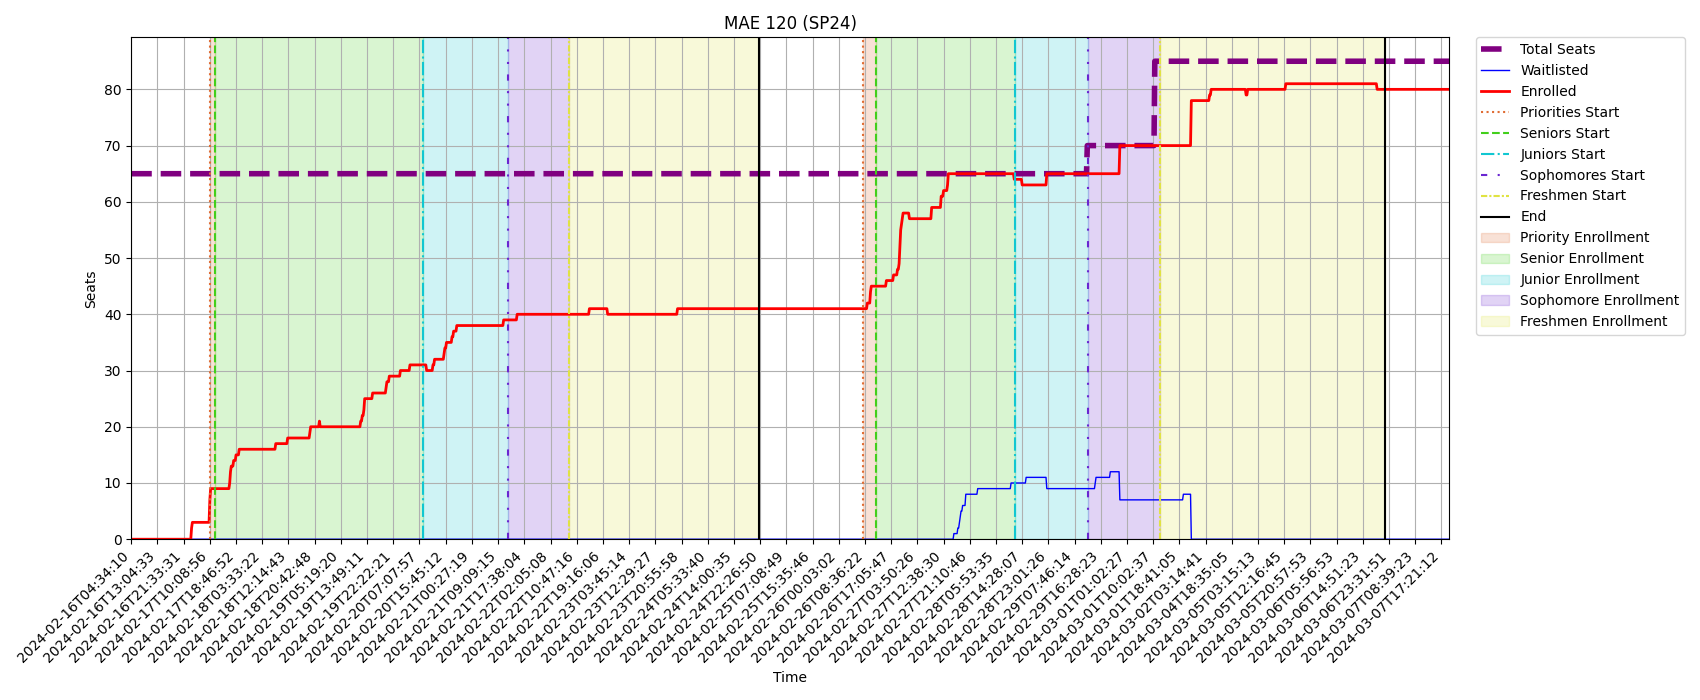 MAE 120 (SP24)
Seats
80
70
60
50
40
30
20
10
0
2024-02-16T04:34:10
2024-02-16T13:04:33
2024-02-16T21:33:31
2024-02-17T10:08:56
2024-02-17T18:46:52
2024-02-18T03:33:22
2024-02-18T12:14:43
2024-02-18T20:42:48
2024-02-19T05:19:20
2024-02-19T13:49:11
2024-02-19T22:22:21
2024-02-20T07:07:57
2024-02-20T15:45:12
2024-02-21T00:27:19
2024-02-21T09:09:15
2024-02-21T17:38:04
2024-02-22T02:05:08
2024-02-22T10:47:16
2024-02-22T19:16:06
2024-02-23T03:45:14
2024-02-23T12:29:27
2024-02-23T20:55:58
2024-02-24T05:33:40
2024-02-24T14:00:35
2024-02-24T22:26:50
2024-02-25T07:08:49
2024-02-25T15:35:46
2024-02-26T00:03:02
2024-02-26T08:36:22
2024-02-26T17:05:47
2024-02-27T03:50:26
2024-02-27T12:38:30
2024-02-27T21:10:46
2024-02-28T05:53:35
2024-02-28T14:28:07
2024-02-28T23:01:26
2024-02-29T07:46:14
2024-02-29T16:28:23
2024-03-01T01:02:27
2024-03-01T10:02:37
2024-03-01T18:41:05
2024-03-02T03:14:41
2024-03-04T18:35:05
2024-03-05T03:15:13
2024-03-05T12:16:45
2024-03-05T20:57:53
2024-03-06T05:56:53
2024-03-06T14:51:23
2024-03-06T23:31:51
2024-03-07T08:39:23
2024-03-07T17:21:12
Time
Total Seats
Waitlisted
Enrolled
Priorities Start
Seniors Start
Juniors Start
Sophomores Start
Freshmen Start
End
Priority Enrollment
Senior Enrollment
Junior Enrollment
Sophomore Enrollment
Freshmen Enrollment